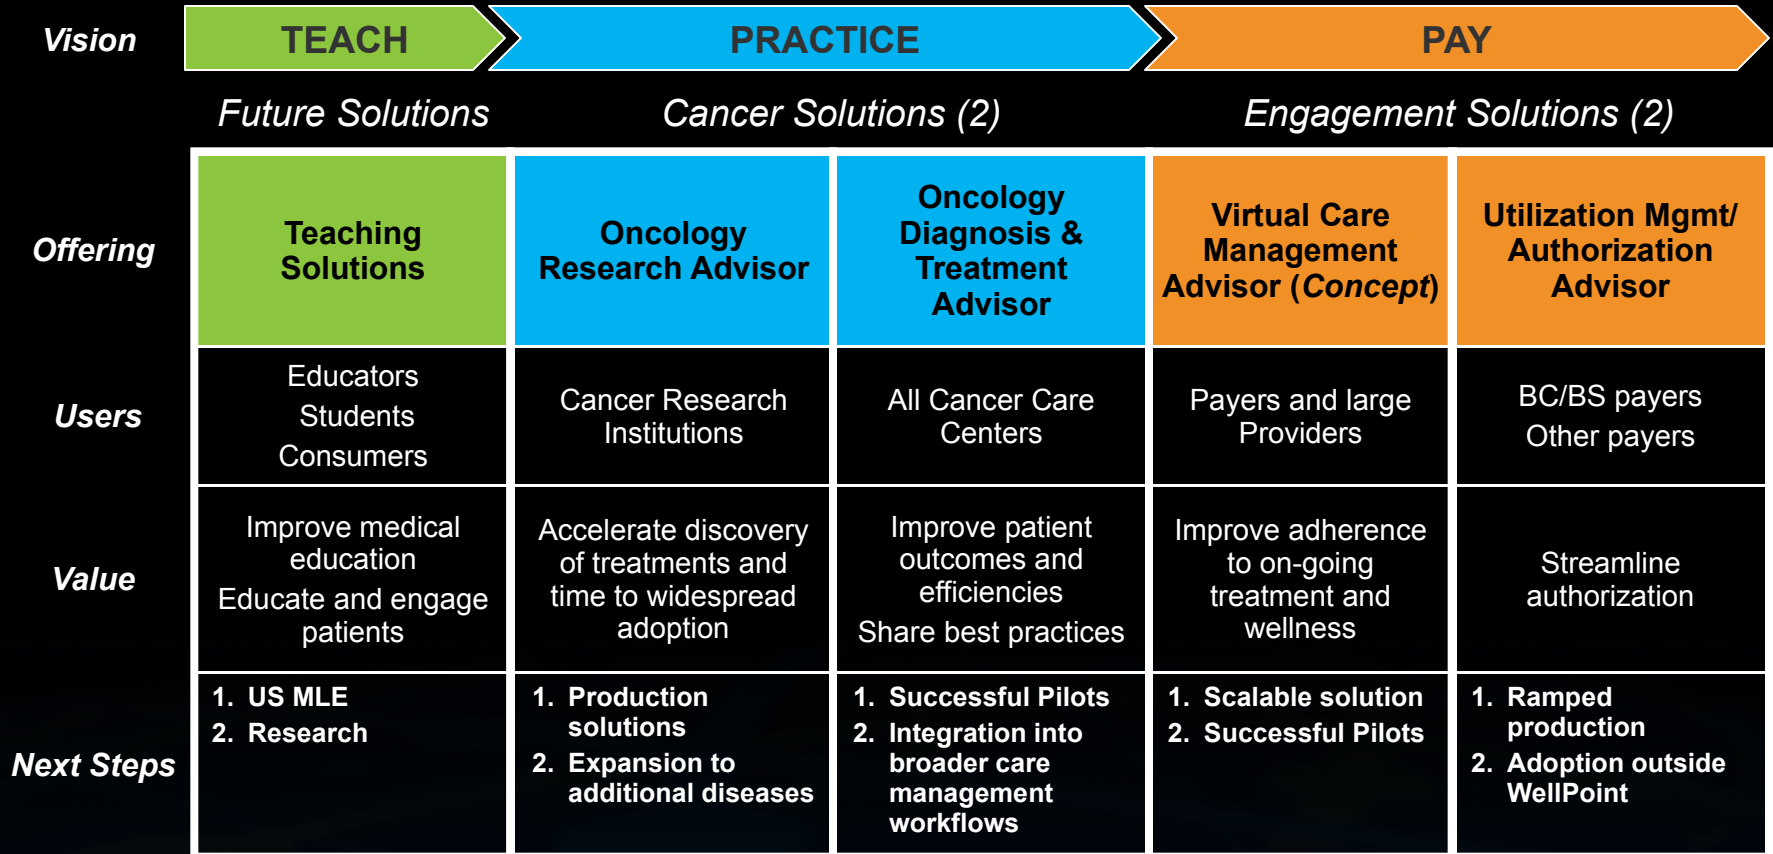 Vision
TEACH
PRACTICE
PAY
Future Solutions
Cancer Solutions (2)
Engagement Solutions (2)
Offering
Teaching
Solutions
Oncology
Research Advisor
Oncology
Diagnosis &
Treatment
Advisor
Virtual Care
Management
Advisor (Concept)
Utilization Mgmt/
Authorization
Advisor
Users
Educators
Students
Consumers
Cancer Research
Institutions
All Cancer Care
Centers
Payers and large
Providers
BC/BS payers
Other payers
Value
Improve medical
education
Educate and engage
patients
Accelerate discovery
of treatments and
time to widespread
adoption
Improve patient
outcomes and
efficiencies
Share best practices
Improve adherence
to on-going
treatment and
wellness
Streamline
authorization
Next Steps
1. US MLE
2. Research
1. Production
solutions
2. Expansion to
additional diseases
1. Successful Pilots
2. Integration into
broader care
management
workflows
1. Scalable solution
2. Successful Pilots
1. Ramped
production
2. Adoption outside
WellPoint